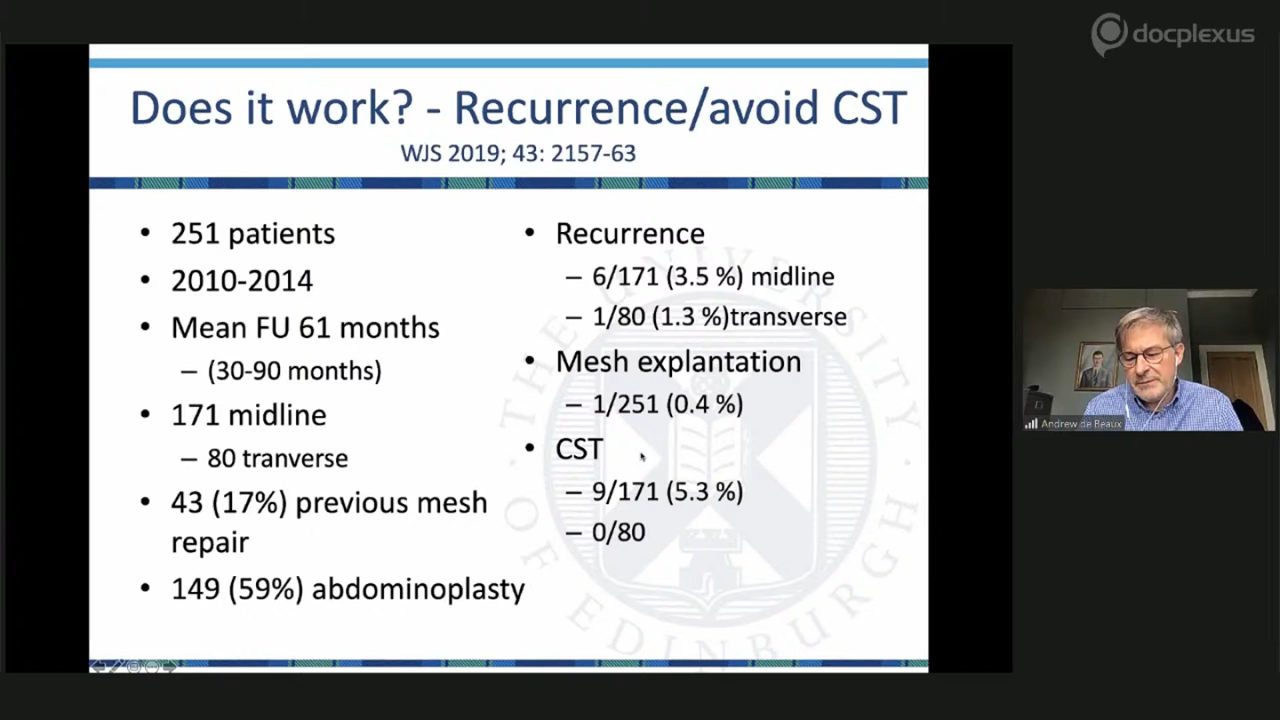 docplexus
Does it work? - Recurrence/avoid CST
WJS 2019; 43: 2157-63
• 251 patients
• 2010-2014
• Mean FU 61 months
– (30-90 months)
• 171 midline
– 80 tranverse
• 43 (17%) previous mesh
repair
• 149 (59%) abdominoplasty
• Recurrence
– 6/171 (3.5 %) midline
– 1/80 (1.3 %)transverse
• Mesh explantation
– 1/251 (0.4 %)
• CST
– 9/171 (5.3 %)
– 0/80
THE UNIVERSITY OF EDINBURGH
Andrew de Beaux